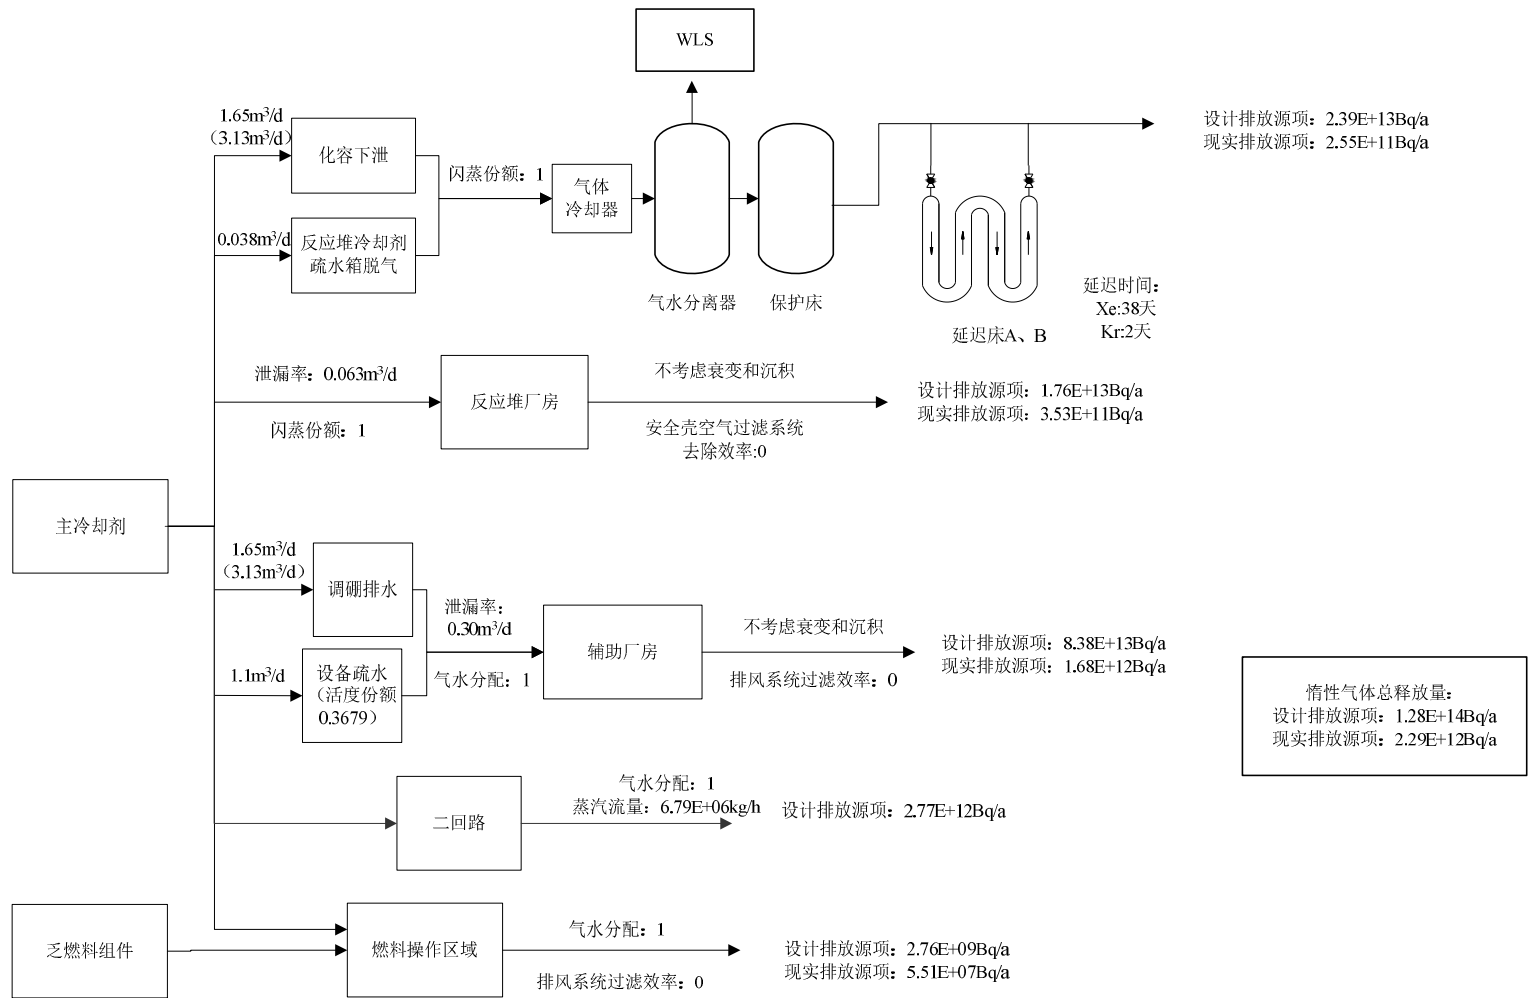 WLS
1.65m³/d
（3.13m³/d）
化容下泄
闪蒸份额：1
气体
冷却器
0.038m³/d
反应堆冷却剂
疏水箱脱气
气水分离器
保护床
延迟床A、B
延迟时间：
Xe:38天
Kr:2天
设计排放源项：2.39E+13Bq/a
现实排放源项：2.55E+11Bq/a
泄漏率：0.063m³/d
闪蒸份额：1
反应堆厂房
不考虑衰变和沉积
安全壳空气过滤系统
去除效率:0
设计排放源项：1.76E+13Bq/a
现实排放源项：3.53E+11Bq/a
主冷却剂
1.65m³/d
（3.13m³/d）
调硼排水
1.1m³/d
设备疏水
（活度份额
0.3679）
泄漏率：
0.30m³/d
气水分配：1
辅助厂房
不考虑衰变和沉积
排风系统过滤效率：0
设计排放源项：8.38E+13Bq/a
现实排放源项：1.68E+12Bq/a
惰性气体总释放量：
设计排放源项：1.28E+14Bq/a
现实排放源项：2.29E+12Bq/a
二回路
气水分配：1
蒸汽流量：6.79E+06kg/h
设计排放源项：2.77E+12Bq/a
乏燃料组件
燃料操作区域
气水分配：1
排风系统过滤效率：0
设计排放源项：2.76E+09Bq/a
现实排放源项：5.51E+07Bq/a